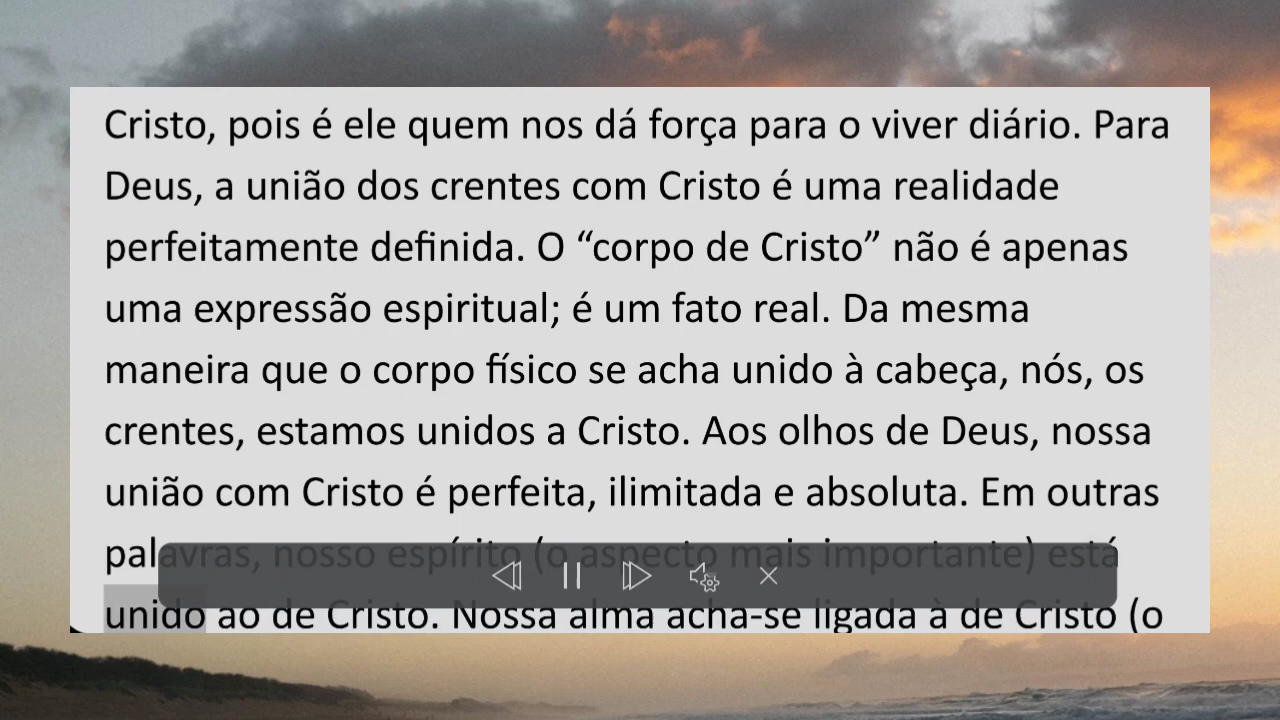 Cristo, pois é ele quem nos dá força para o viver diário. Para
Deus, a união dos crentes com Cristo é uma realidade
perfeitamente definida. O “corpo de Cristo” não é apenas
uma expressão espiritual; é um fato real. Da mesma
maneira que o corpo físico se acha unido à cabeça, nós, os
crentes, estamos unidos a Cristo. Aos olhos de Deus, nossa
união com Cristo é perfeita, ilimitada e absoluta. Em outras
palavras, nosso espírito (o aspecto mais importante) está
unido ao de Cristo. Nossa alma acha-se ligada à de Cristo (o